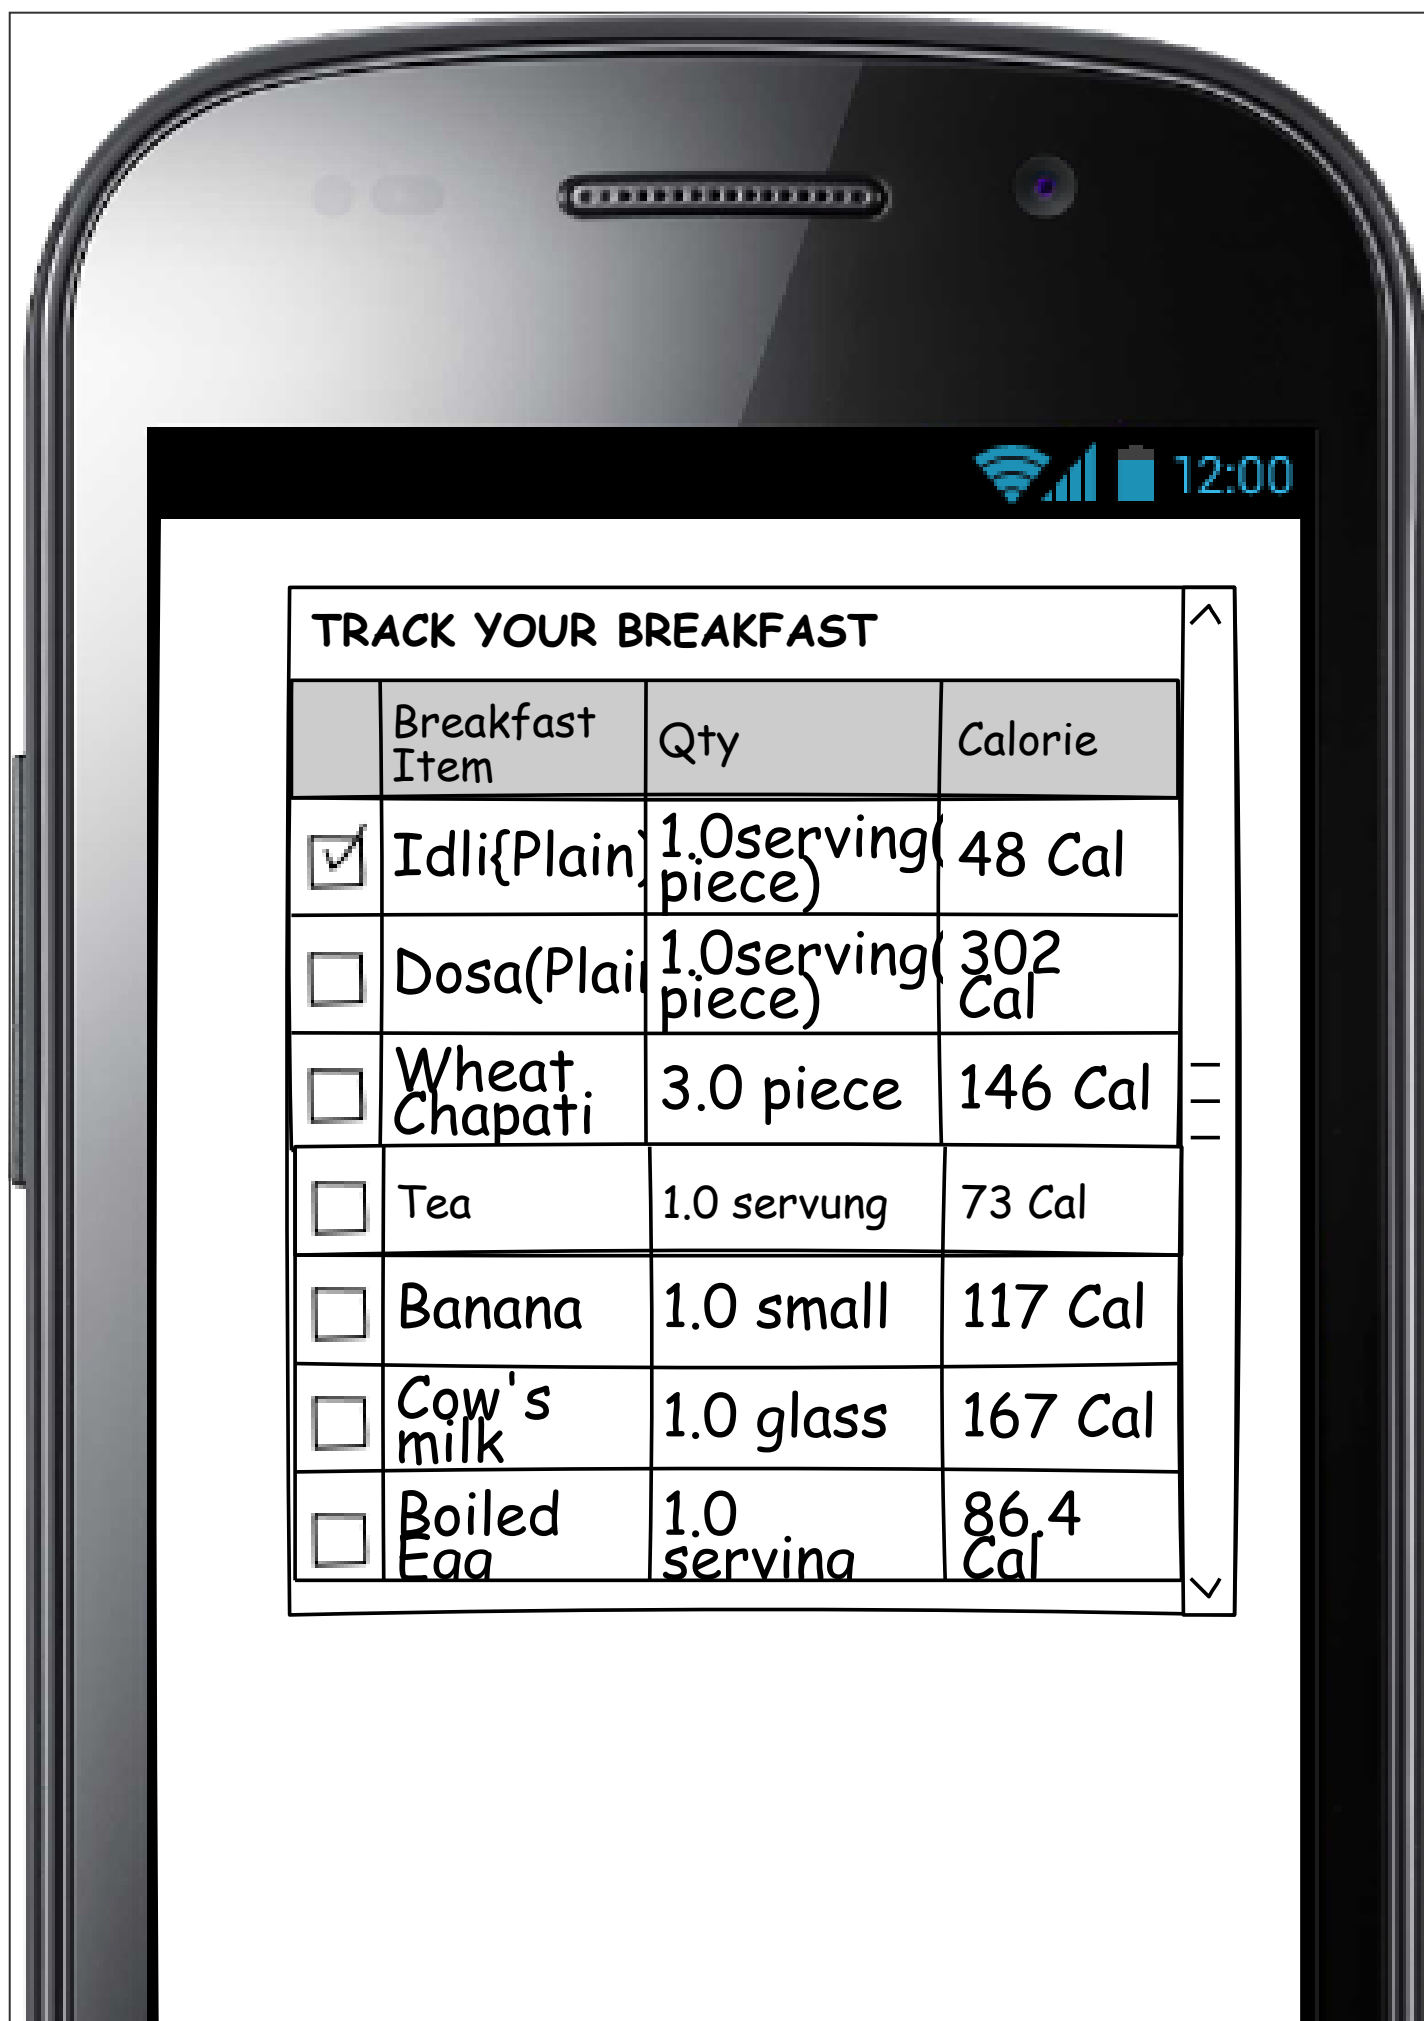 12:00
TRACK YOUR BREAKFAST
Breakfast
Item
Qty
Calorie
Idli{Plain}
1.0serving(
piece)
48 Cal
Dosa(Plai
1.0serving(
piece)
302
Cal
Wheat
Chapati
3.0 piece
146 Cal
Tea
1.0 servung
73 Cal
Banana
1.0 small
117 Cal
Cow's
milk
1.0 glass
167 Cal
Boiled
Egg
1.0
serving
86.4
Cal